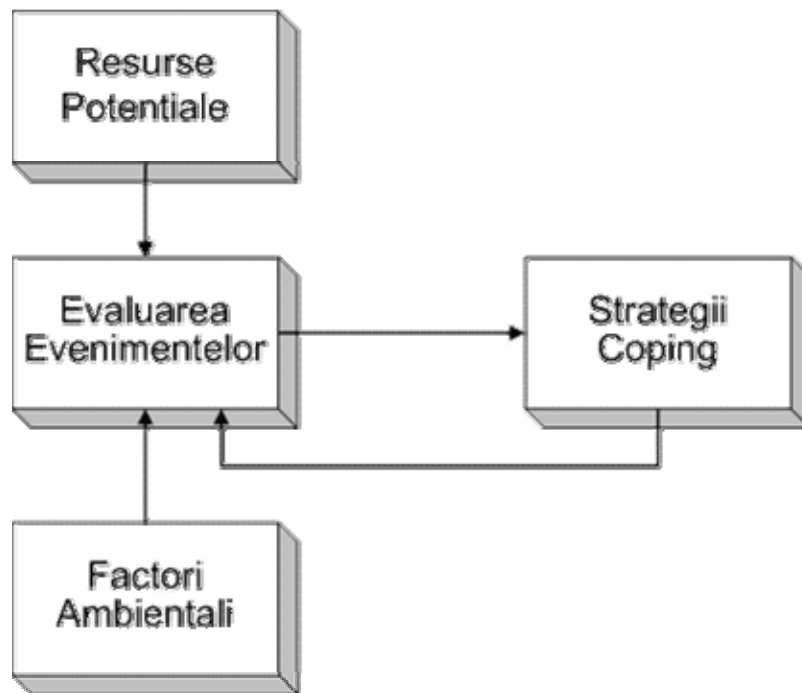 Resurse
Potentiale
Evaluarea
Evenimentelor
Strategii
Coping
Factori
Ambientali